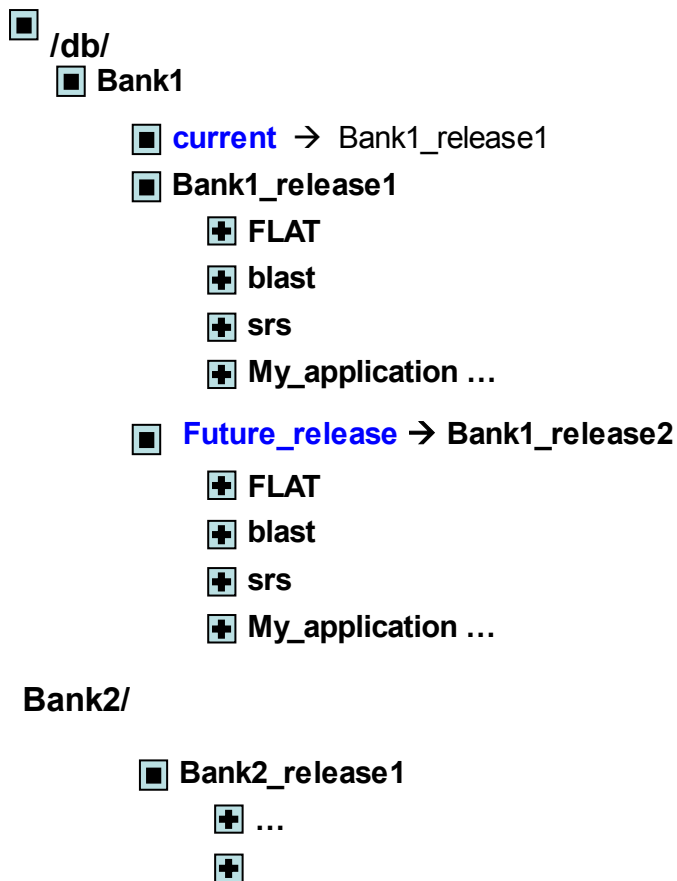 /db/
Bank1
current → Bank1_release1
Bank1_release1
FLAT
blast
srs
My_application …
Future_release → Bank1_release2
FLAT
blast
srs
My_application …
Bank2/
Bank2_release1
…